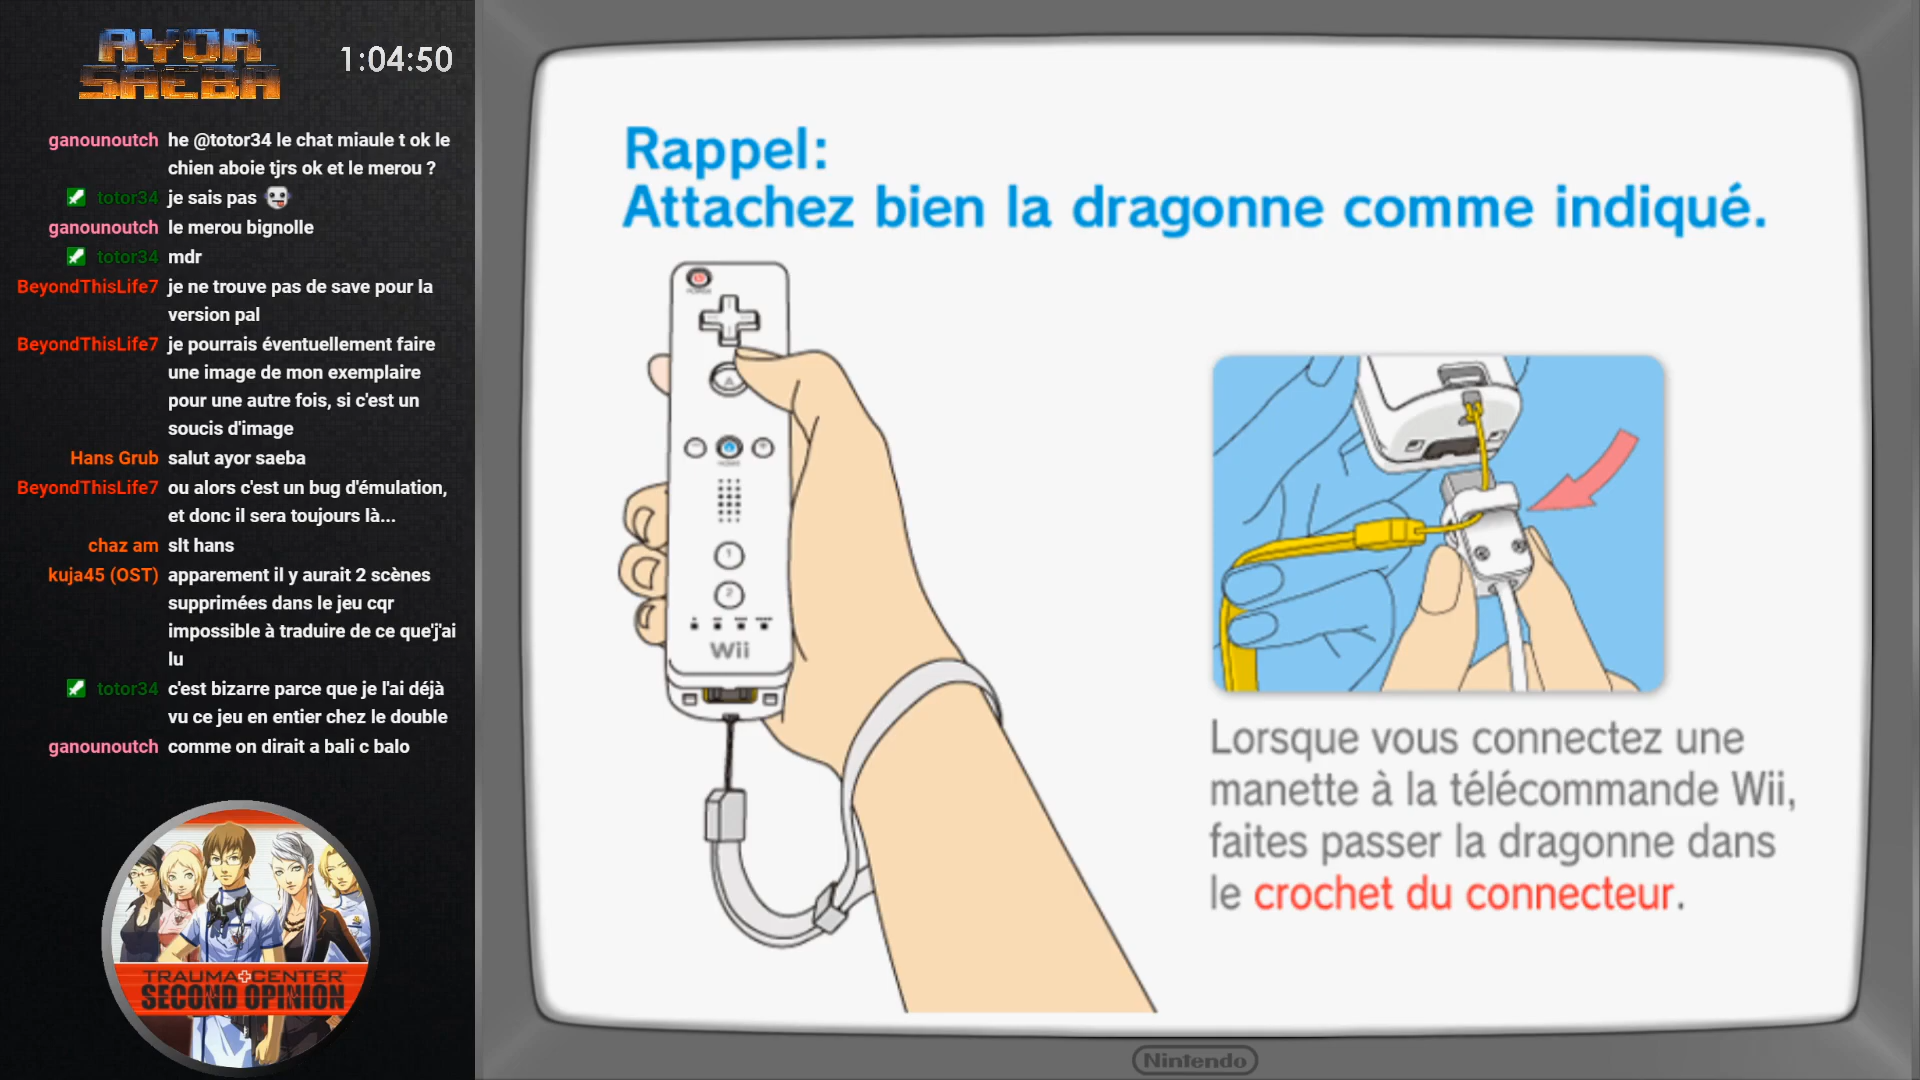 AYOR
SAEBA
1:04:50
ganounoutch he @totor34 le chat miaule t ok le
chien aboie tjrs ok et le merou ?
totor34 je sais pas
ganounoutch le merou bignolle
totor34 mdr
BeyondThisLife7 je ne trouve pas de save pour la
version pal
BeyondThisLife7 je pourrais éventuellement faire
une image de mon exemplaire
pour une autre fois, si c'est un
soucis d'image
Hans Grub salut ayor saeba
BeyondThisLife7 ou alors c'est un bug d'émulation,
et donc il sera toujours là...
chaz am slt hans
kuja45 (OST) apparement il y aurait 2 scènes
supprimées dans le jeu cqr
impossible à traduire de ce que'j'ai
lu
totor34 c'est bizarre parce que je l'ai déjà
vu ce jeu en entier chez le double
ganounoutch comme on dirait a bali c balo
TRAUMA CENTER
SECOND OPINION
Rappel:
Attachez bien la dragonne comme indiqué.
POWER
A
HOME
1
2
Wii
Lorsque vous connectez une
manette à la télécommande Wii,
faites passer la dragonne dans
le crochet du connecteur.
Nintendo